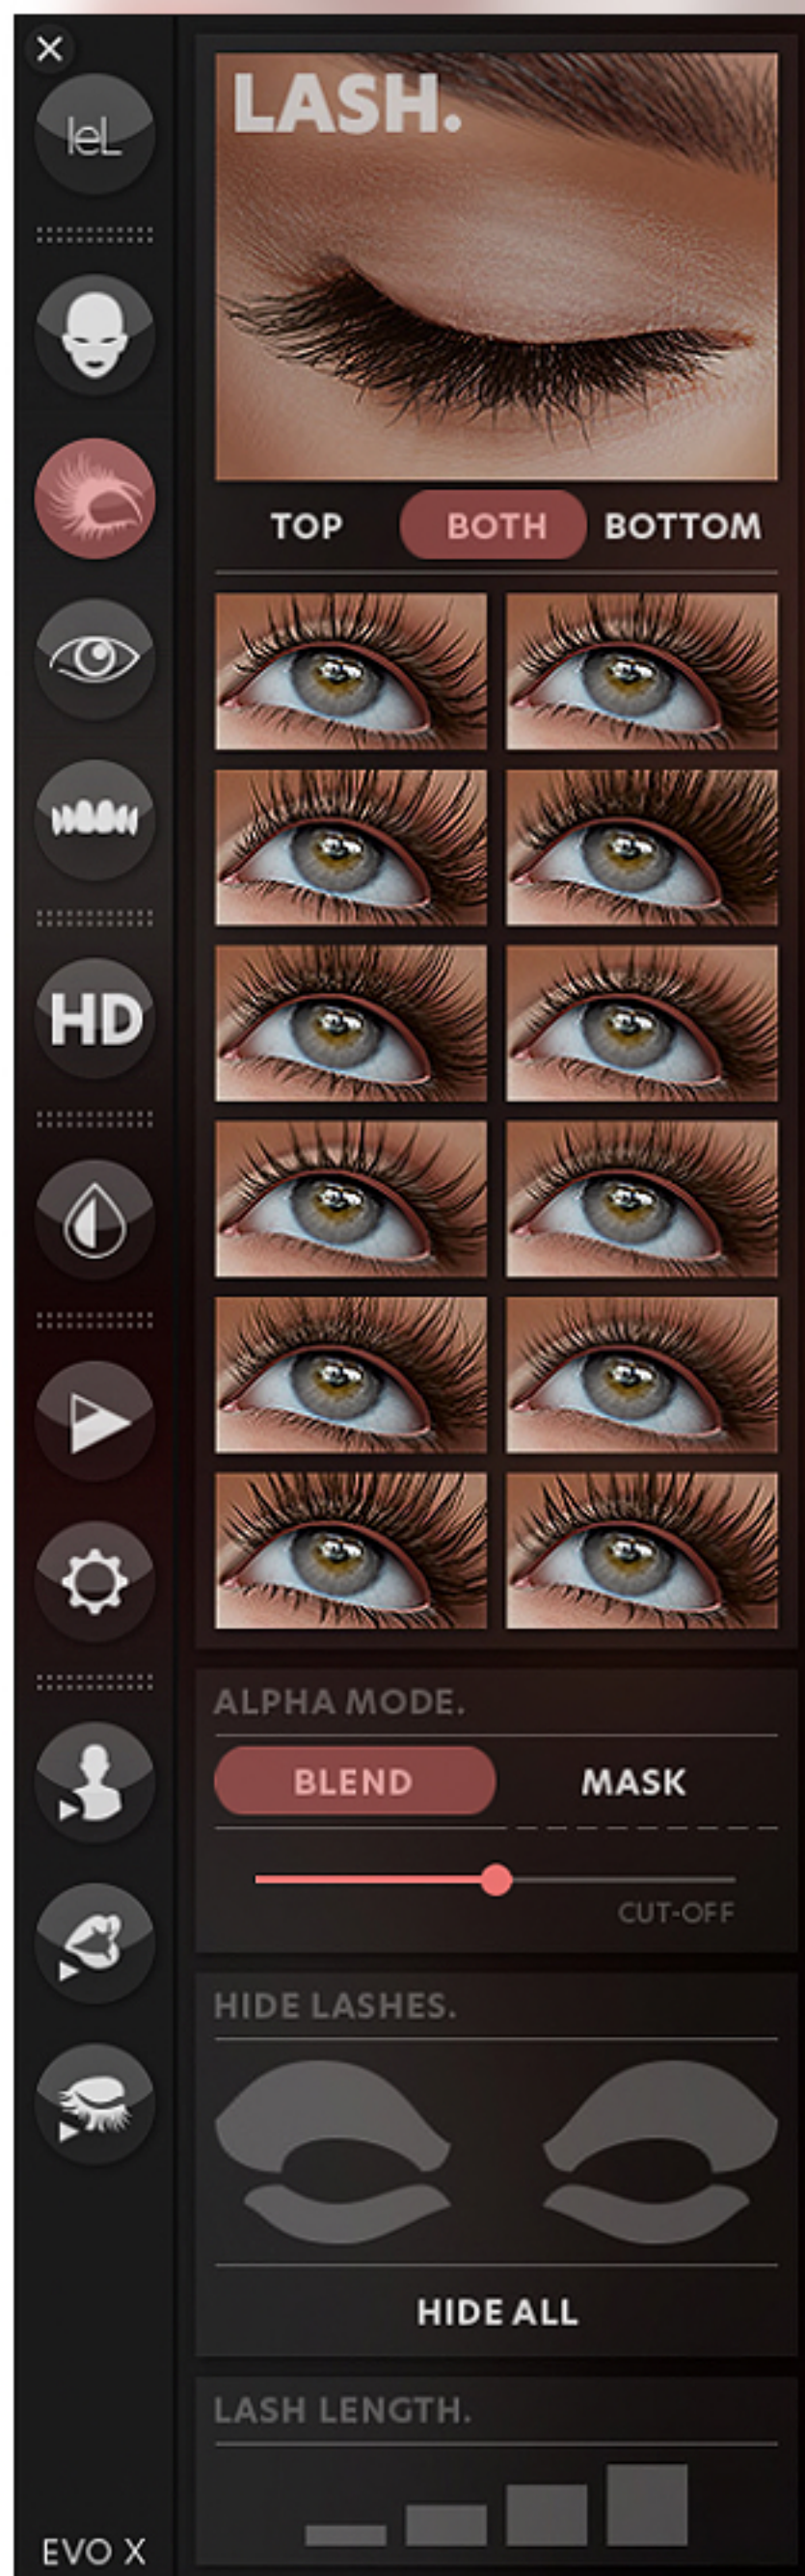 leL
HD
EVO X
LASH.
TOP BOTH BOTTOM
ALPHA MODE.
BLEND MASK
CUT-OFF
HIDE LASHES.
HIDE ALL
LASH LENGTH.